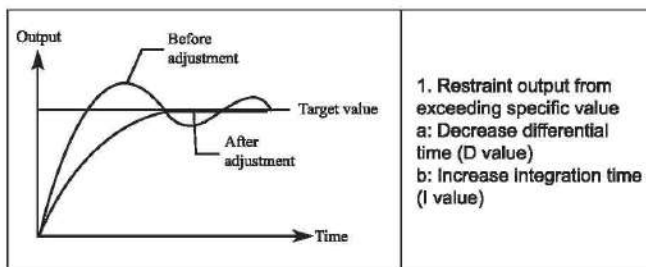 Output
Before
adjustment
Target value
After
adjustment
Time
1. Restraint output from
exceeding specific value
a: Decrease differential
time (D value)
b: Increase integration time
(I value)